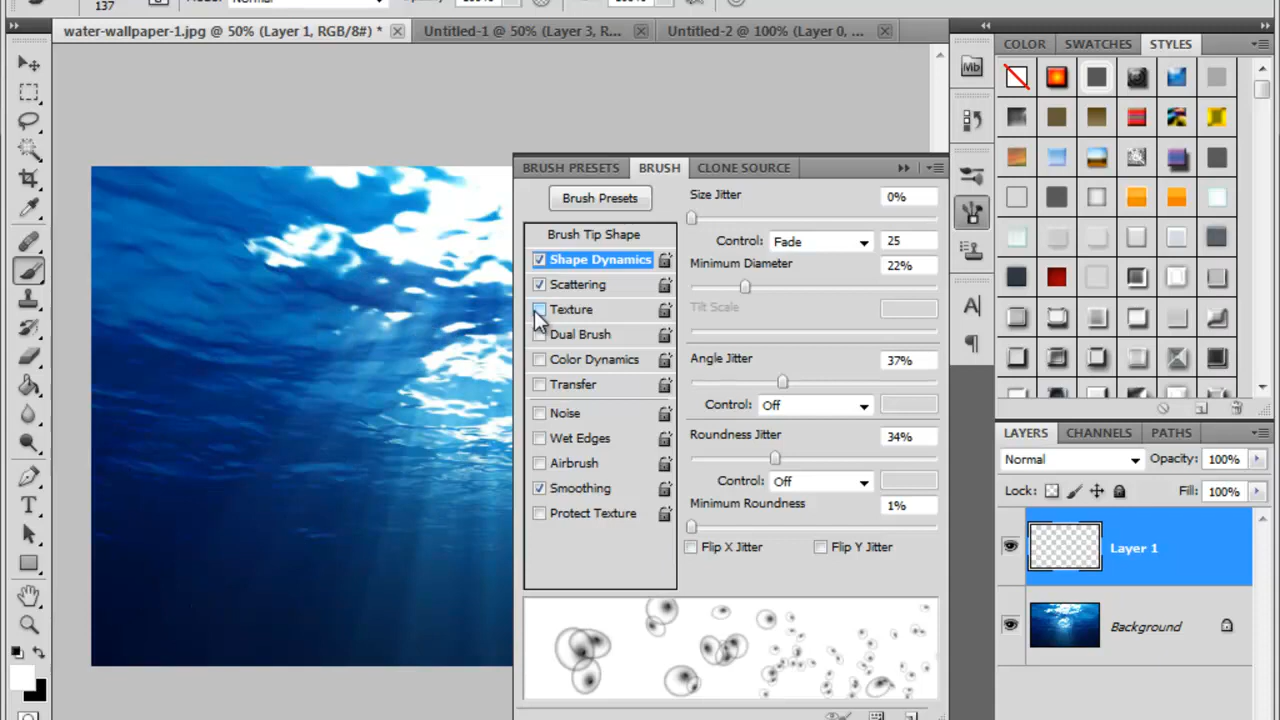 137
Normal
100%
100%
water-wallpaper-1.jpg @ 50% (Layer 1, RGB/8#) *
Untitled-1 @ 50% (Layer 3, R...
Untitled-2 @ 100% (Layer 0, ...
COLOR
SWATCHES
STYLES
Mb
BRUSH PRESETS
BRUSH
CLONE SOURCE
Brush Presets
Brush Tip Shape
Shape Dynamics
Scattering
Texture
Dual Brush
Color Dynamics
Transfer
Noise
Wet Edges
Airbrush
Smoothing
Protect Texture
Size Jitter
0%
Control: Fade
25
Minimum Diameter
22%
Tilt Scale
Angle Jitter
37%
Control: Off
Roundness Jitter
34%
Control: Off
Minimum Roundness
1%
Flip X Jitter
Flip Y Jitter
A
T
LAYERS
CHANNELS
PATHS
Normal
Opacity: 100%
Lock:
Fill: 100%
Layer 1
Background